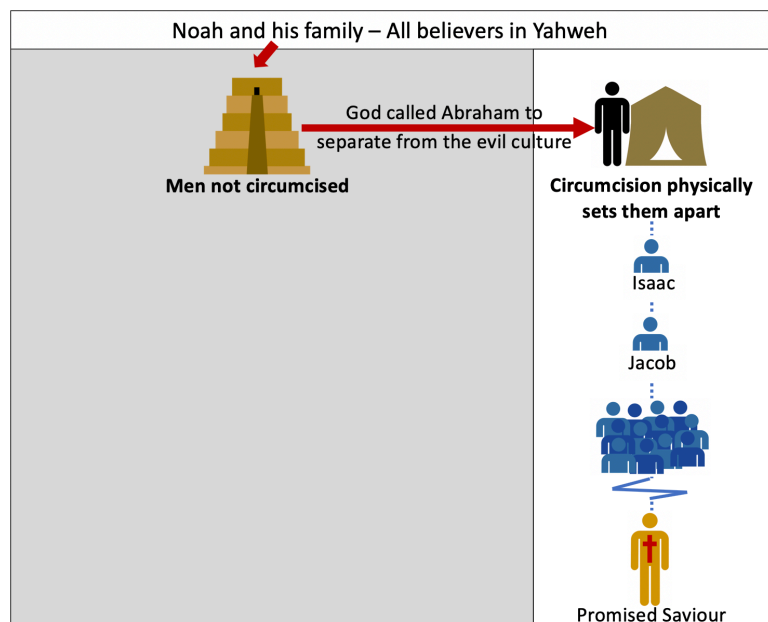 Noah and his family – All believers in Yahweh
God called Abraham to
separate from the evil culture
Men not circumcised
Circumcision physically
sets them apart
Isaac
Jacob
Promised Saviour